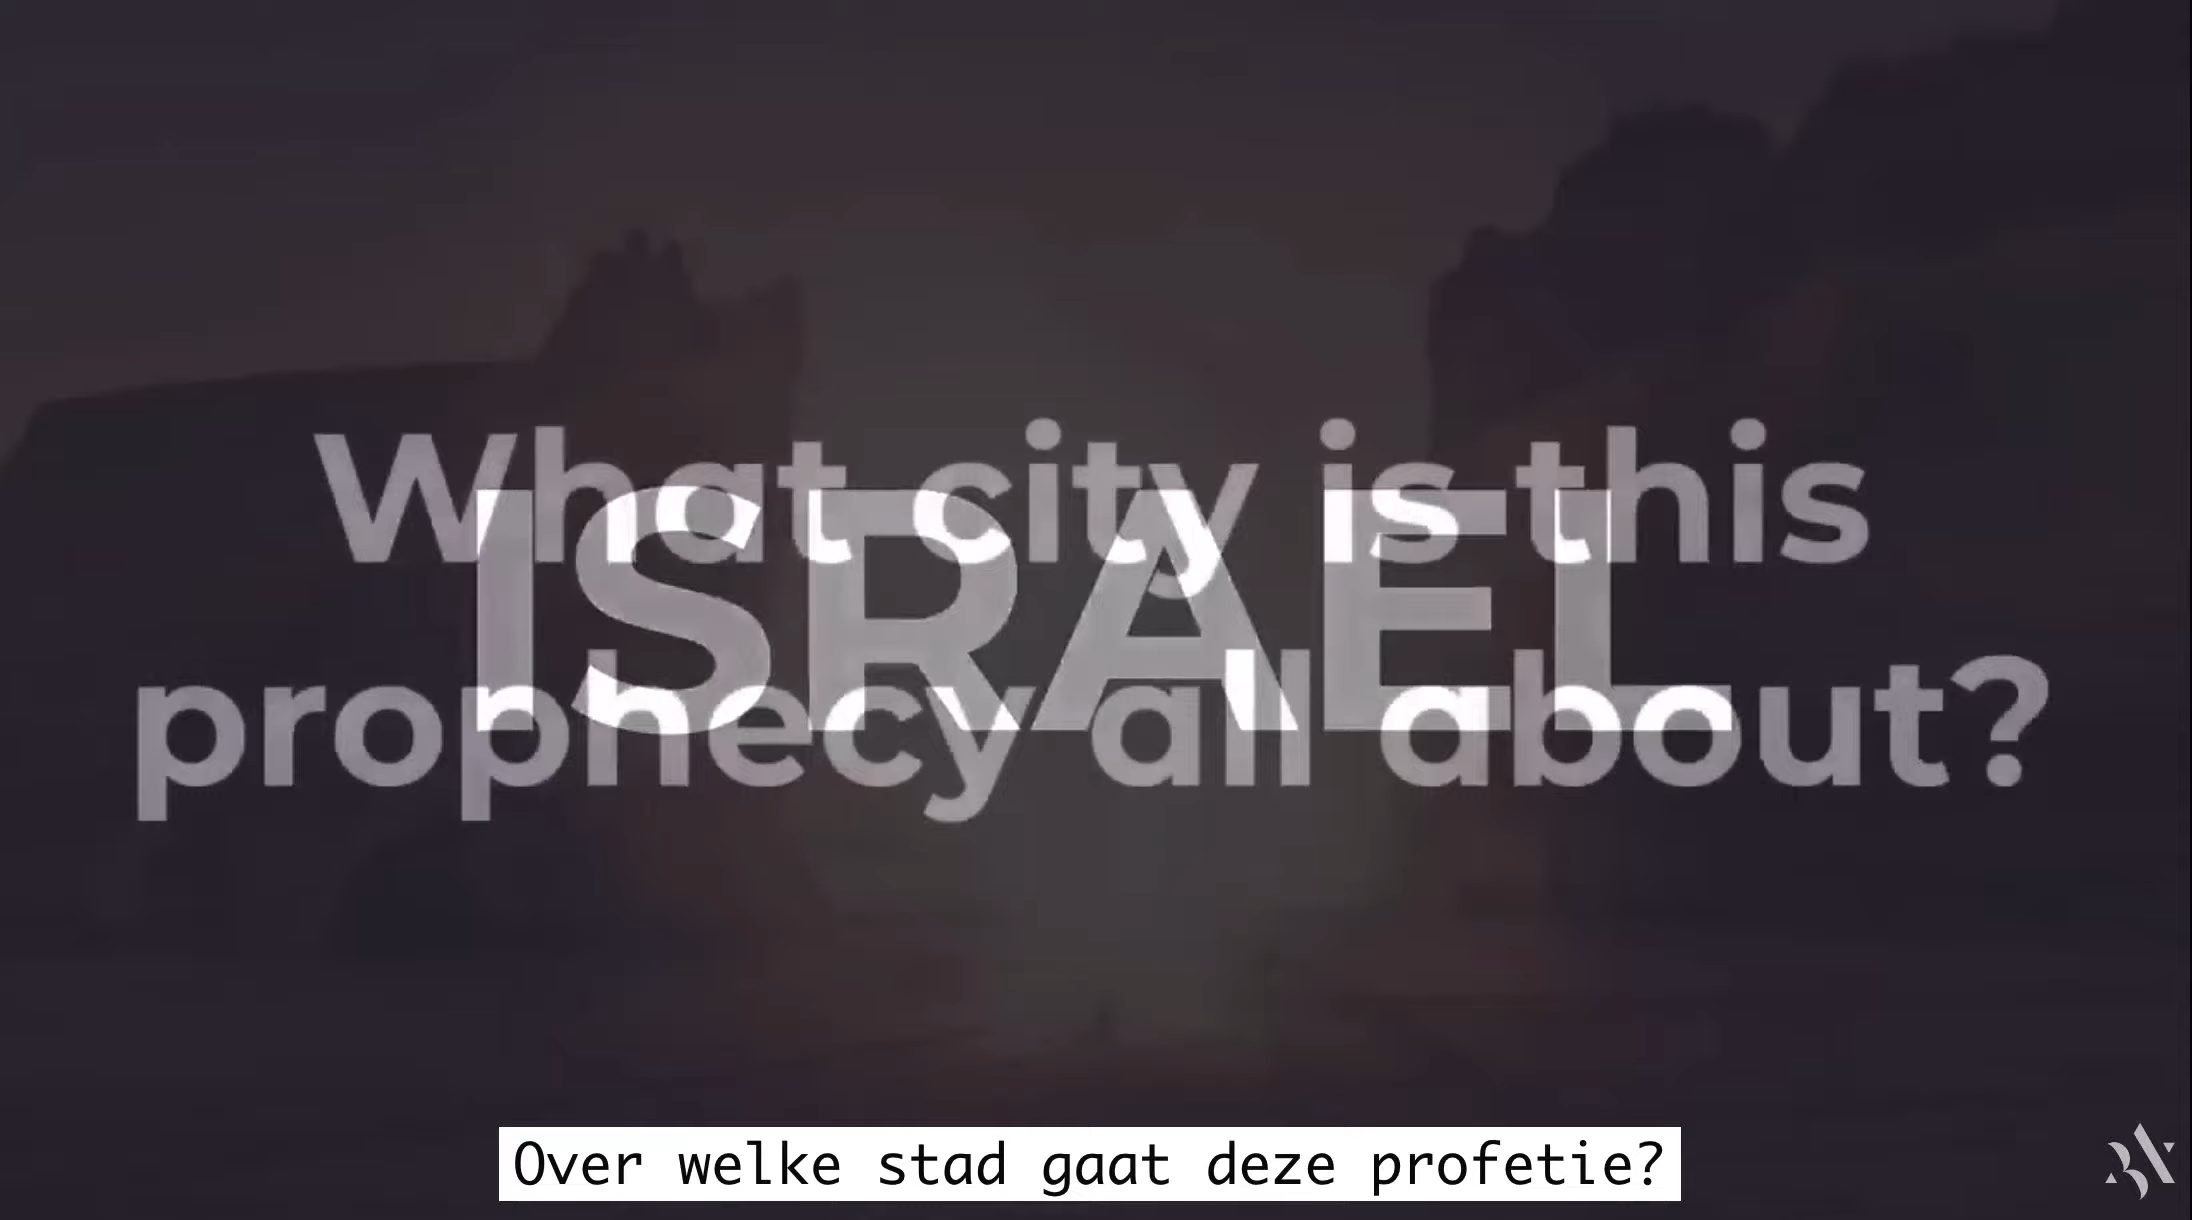 What city is this
ISRAEL
prophecy all about?
Over welke stad gaat deze profetie?